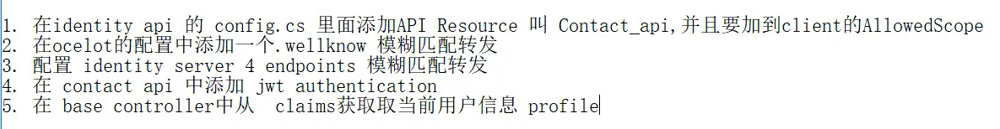 1. 在identity api 的 config.cs 里面添加API Resource 叫 Contact_api,并且要加到client的AllowedScope
2. 在ocelot的配置中添加一个.wellknow 模糊匹配转发
3. 配置 identity server 4 endpoints 模糊匹配转发
4. 在 contact api 中添加 jwt authentication
5. 在 base controller中从  claims获取取当前用户信息 profile